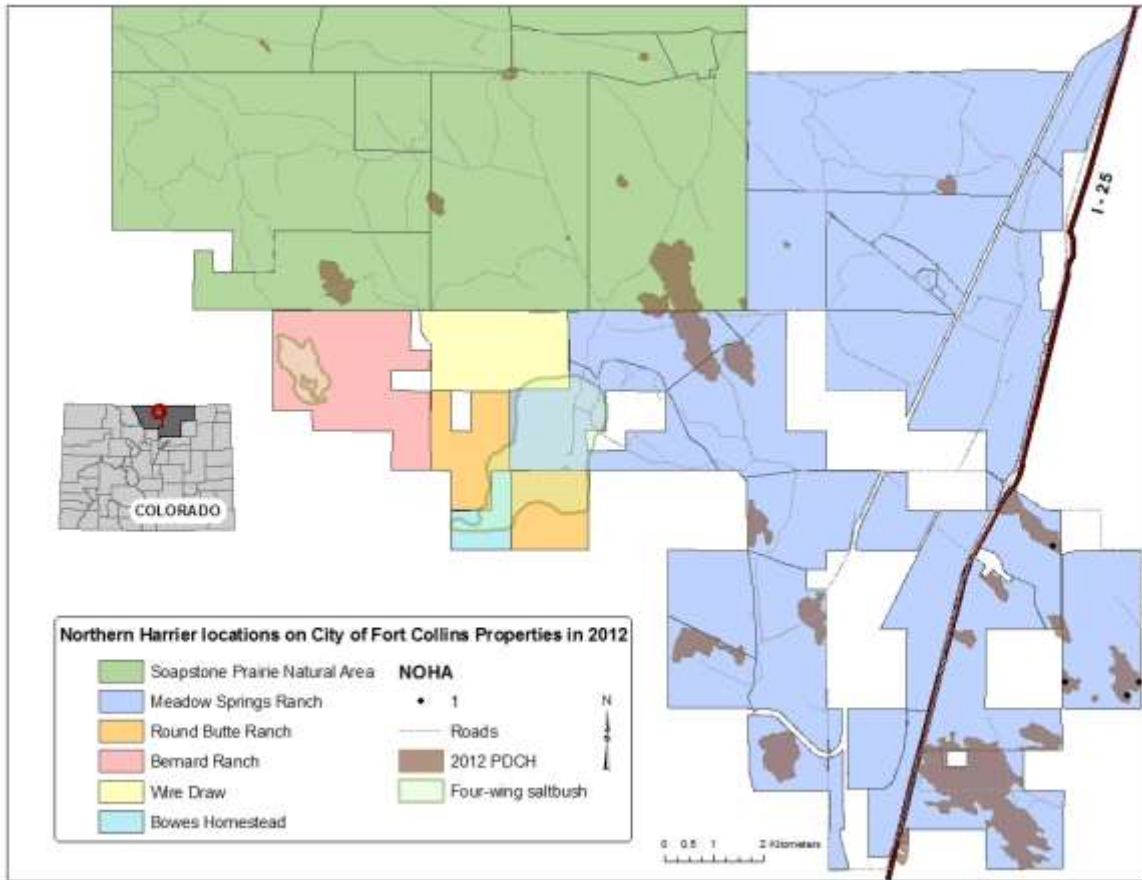 I - 25
COLORADO
Northern Harrier locations on City of Fort Collins Properties in 2012
Soapstone Prairie Natural Area
Meadow Springs Ranch
Round Butte Ranch
Bernard Ranch
Wire Draw
Bowes Homestead
NOHA
1
Roads
2012 PDCH
Four-wing saltbush
N
0 0.5 1 2 Kilometers